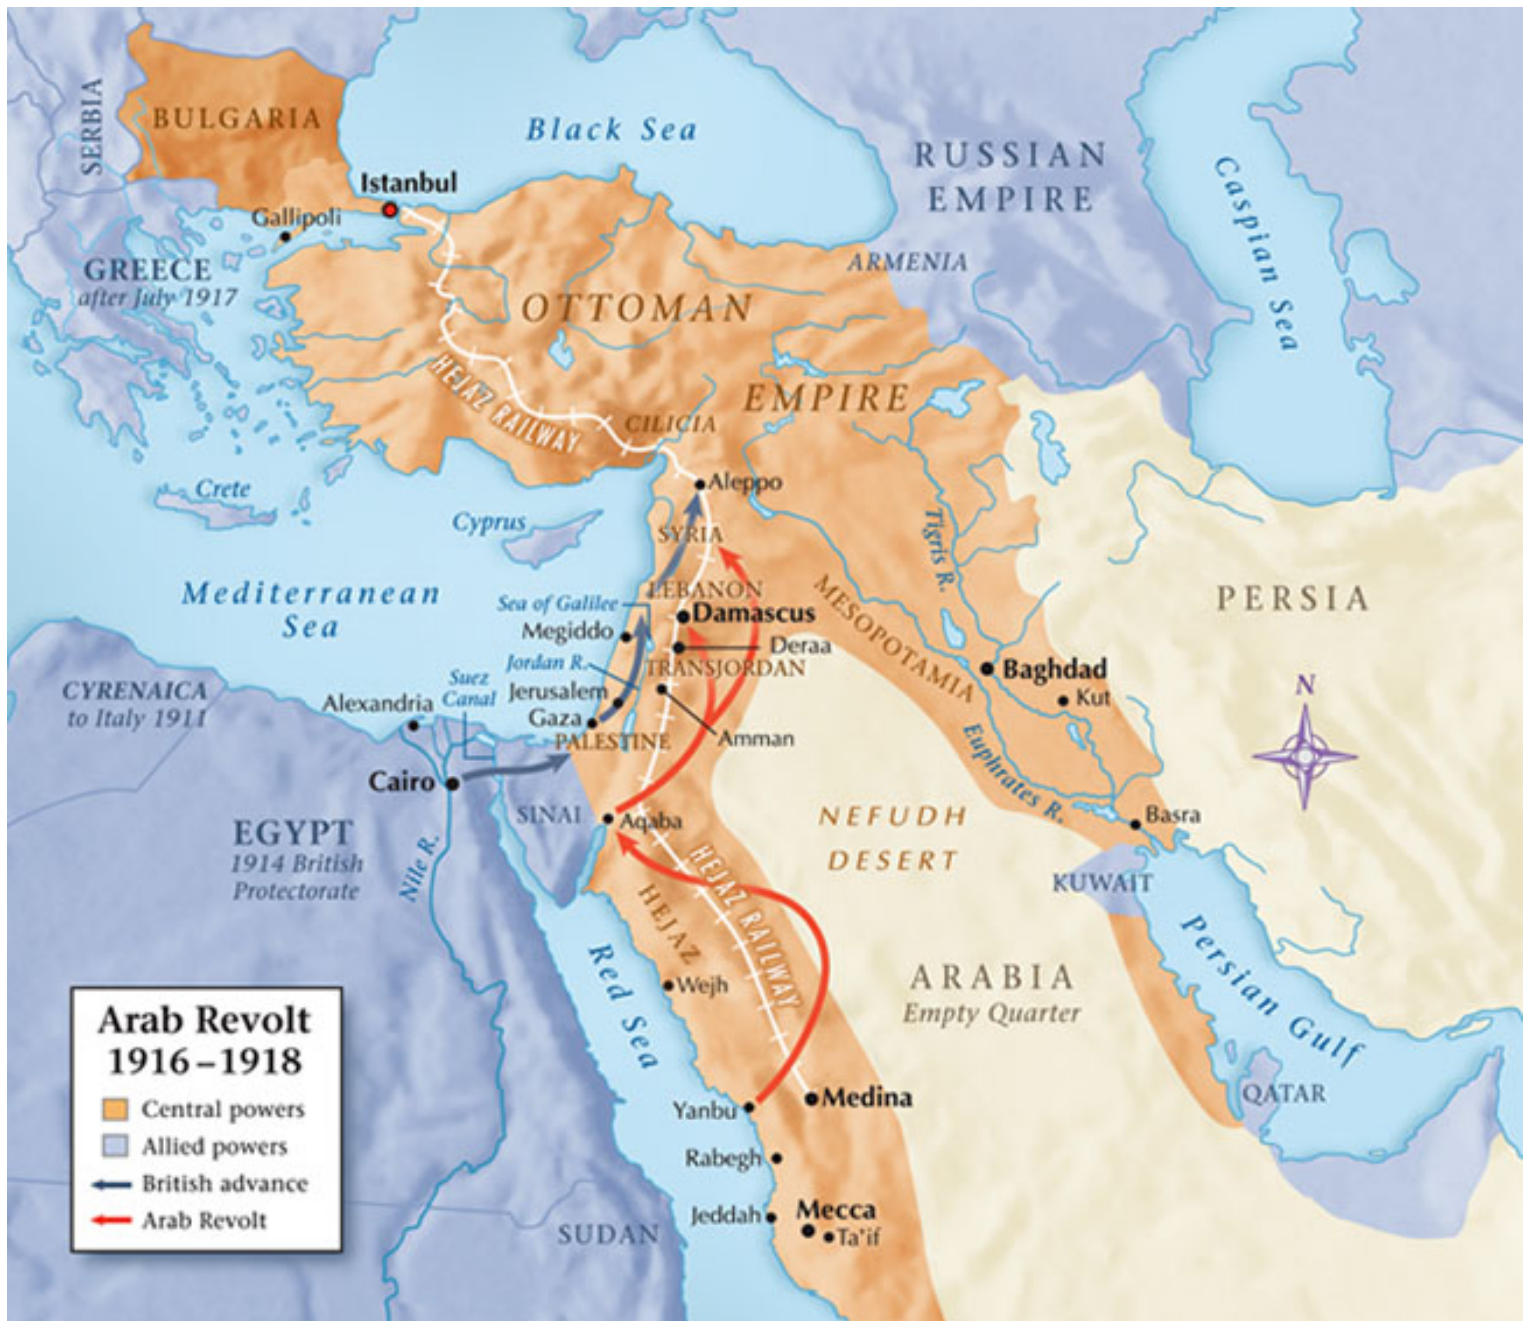 SERBIA
BULGARIA
Black Sea
RUSSIAN
EMPIRE
Caspian Sea
Istanbul
Gallipoli
GREECE
after July 1917
ARMENIA
OTTOMAN
EMPIRE
HEJAZ RAILWAY
CILICIA
Aleppo
Crete
Cyprus
SYRIA
Tigris R.
Mediterranean
Sea
Sea of Galilee
LEBANON
Damascus
MESOPOTAMIA
PERSIA
Megiddo
Deraa
Jordan R.
TRANSJORDAN
Baghdad
Kut
CYRENAICA
to Italy 1911
Suez
Canal
Alexandria
Jerusalem
Gaza
PALESTINE
Amman
N
Cairo
Euphrates R.
SINAI
Aqaba
NEFUDH
DESERT
Basra
EGYPT
1914 British
Protectorate
Nile R.
HEJAZ RAILWAY
HEJAZ
KUWAIT
Persian Gulf
Red Sea
Wejh
ARABIA
Empty Quarter
Arab Revolt
1916–1918
Central powers
Allied powers
British advance
Arab Revolt
Yanbu
Medina
QATAR
Rabegh
Jeddah
Mecca
Ta'if
SUDAN